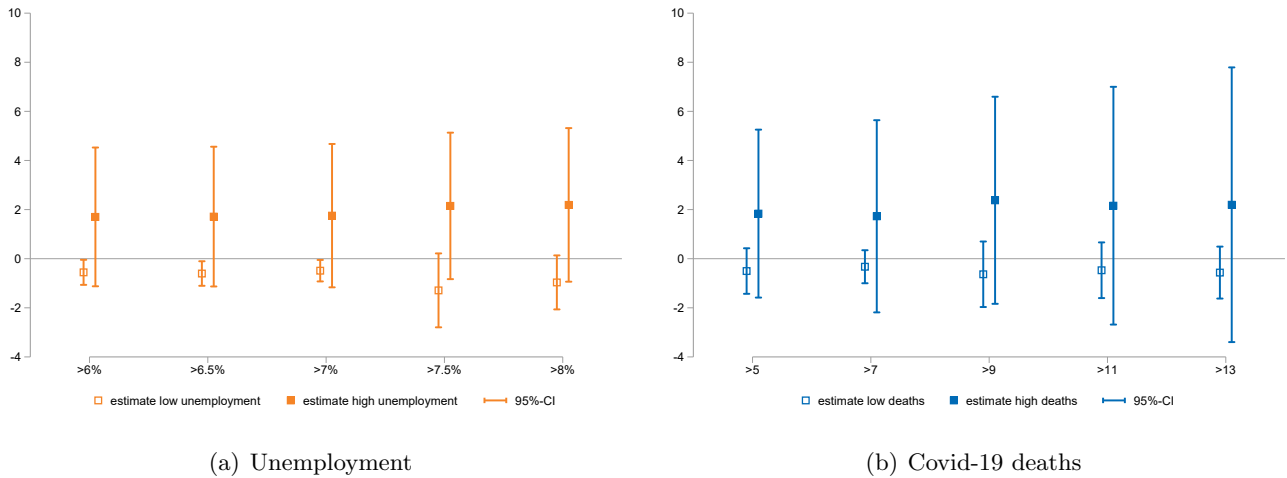 10
8
6
4
2
0
-2
-4
>6% >6.5% >7% >7.5% >8%
estimate low unemployment estimate high unemployment 95%-CI
(a) Unemployment
10
8
6
4
2
0
-2
-4
>5 >7 >9 >11 >13
estimate low deaths estimate high deaths 95%-CI
(b) Covid-19 deaths